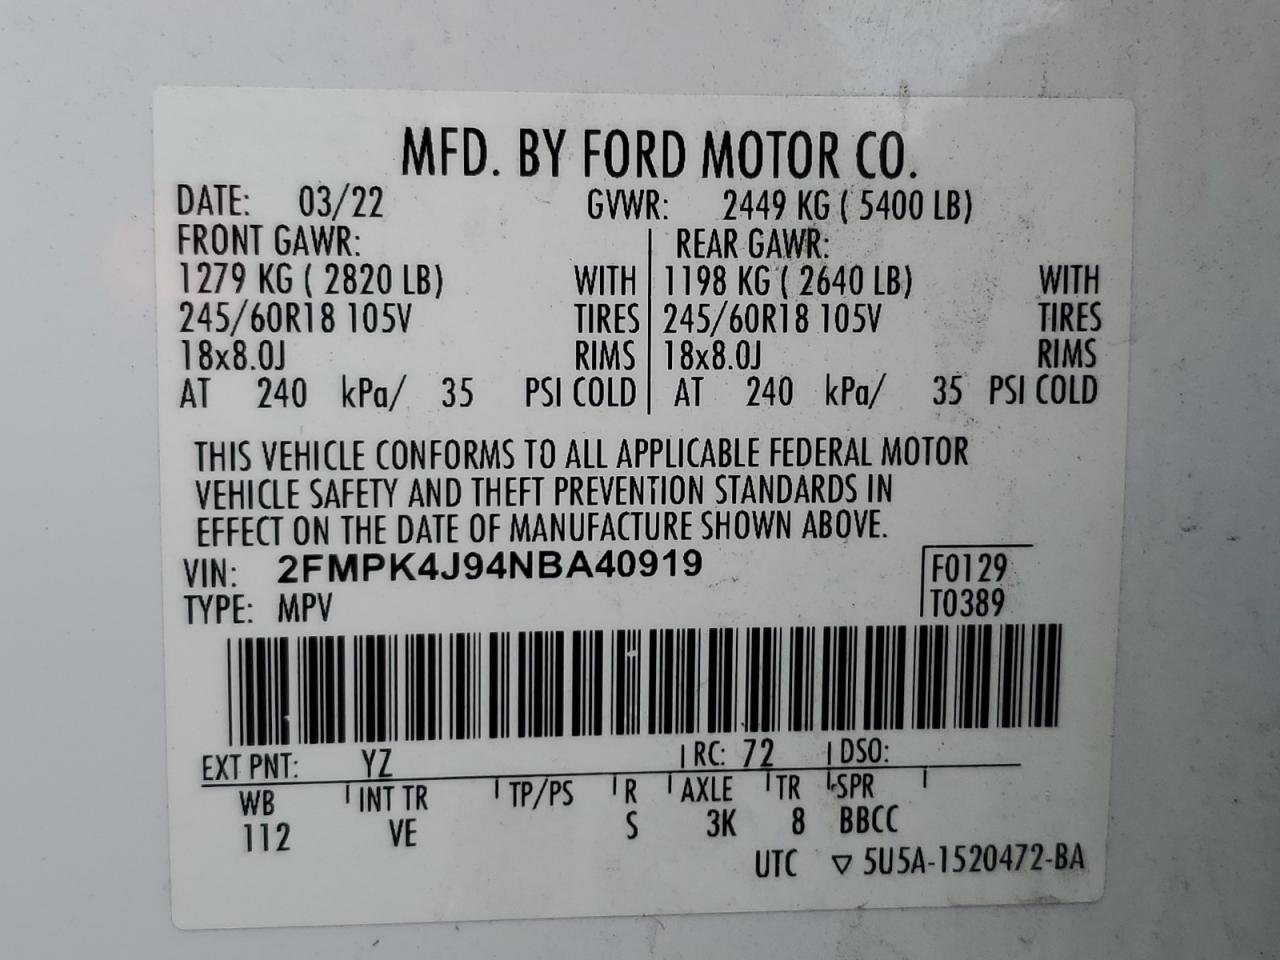 MFD. BY FORD MOTOR CO.
DATE: 03/22 GVWR: 2449 KG ( 5400 LB)
FRONT GAWR: REAR GAWR:
1279 KG ( 2820 LB) WITH 1198 KG ( 2640 LB) WITH
245/60R18 105V TIRES 245/60R18 105V TIRES
18x8.0J RIMS 18x8.0J RIMS
AT 240 kPa/ 35 PSI COLD AT 240 kPa/ 35 PSI COLD
THIS VEHICLE CONFORMS TO ALL APPLICABLE FEDERAL MOTOR
VEHICLE SAFETY AND THEFT PREVENTION STANDARDS IN
EFFECT ON THE DATE OF MANUFACTURE SHOWN ABOVE.
VIN: 2FMPK4J94NBA40919 F0129
TYPE: MPV T0389
EXT PNT: YZ RC: 72 DSO:
WB INT TR TP/PS R AXLE TR SPR
112 VE S 3K 8 BBCC
UTC ▽ 5U5A-1520472-BA